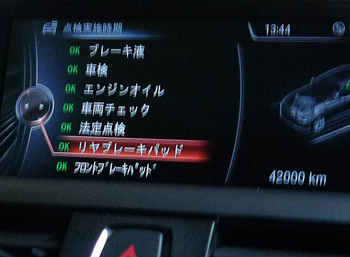 点検実施時期
13:44
OK ブレーキ液
OK 車検
OK エンジンオイル
OK 車両チェック
OK 法定点検
OK リヤブレーキパッド
OK フロントブレーキパッド
42000 km